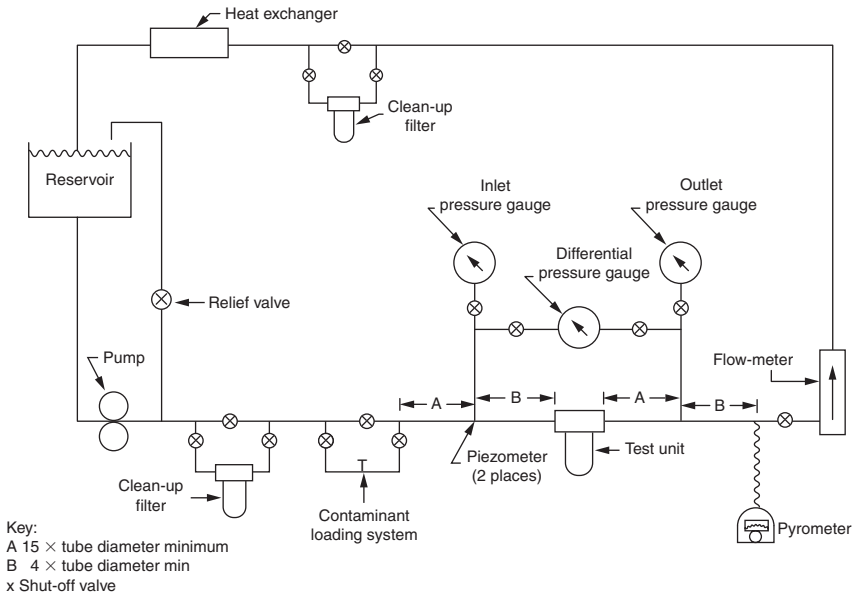 Heat exchanger
Clean-up
filter
Reservoir
Inlet
pressure gauge
Outlet
pressure gauge
Differential
pressure gauge
Relief valve
Pump
Flow-meter
A
B
A
B
Piezometer
(2 places)
Test unit
Clean-up
filter
Contaminant
loading system
Pyrometer
Key:
A 15 × tube diameter minimum
B 4 × tube diameter min
x Shut-off valve